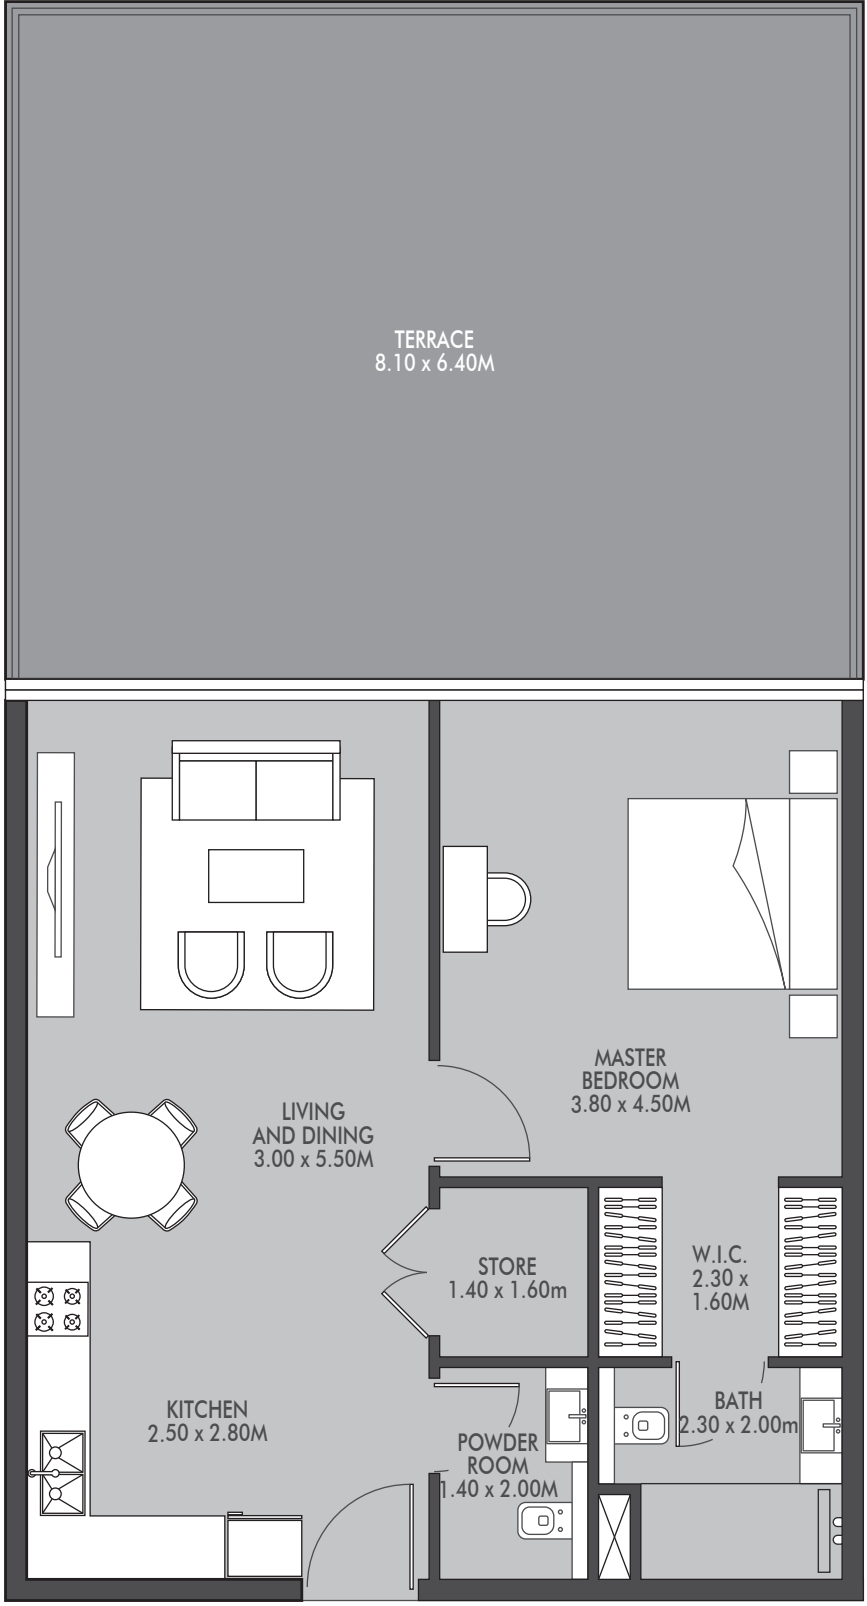 TERRACE
8.10 x 6.40M
MASTER
BEDROOM
3.80 x 4.50M
LIVING
AND DINING
3.00 x 5.50M
STORE
1.40 x 1.60m
W.I.C.
2.30 x
1.60M
KITCHEN
2.50 x 2.80M
POWDER
ROOM
1.40 x 2.00M
BATH
2.30 x 2.00m